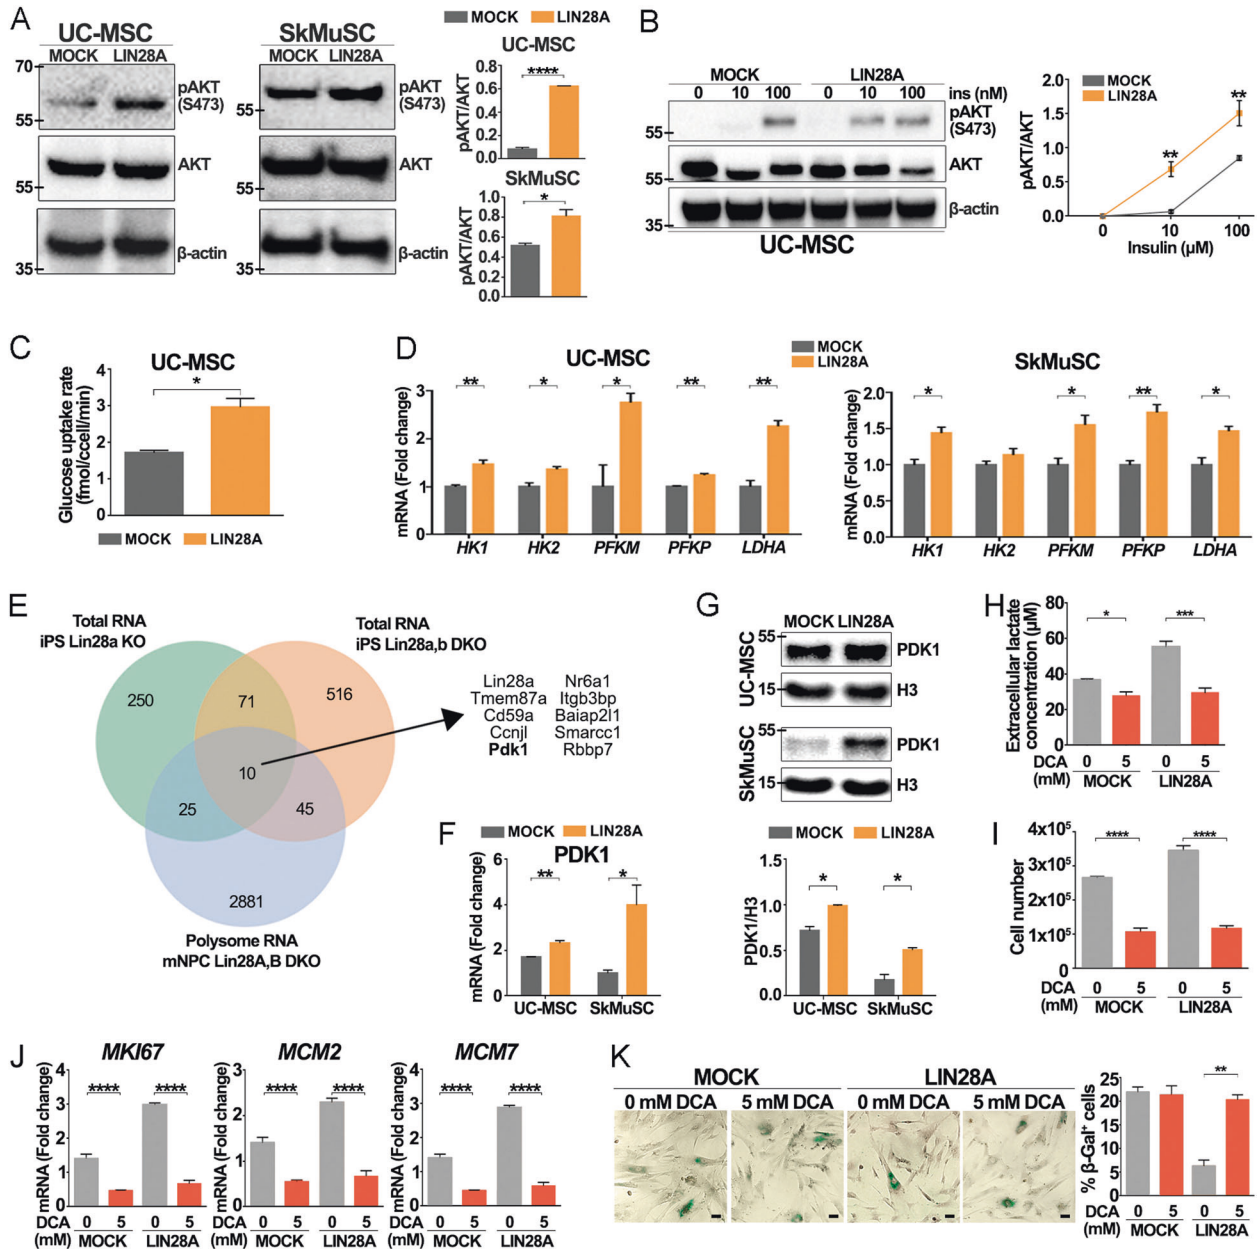 A
UC-MSC
MOCK LIN28A
70
55
pAKT
(S473)
55
AKT
35
β-actin
SkMuSC
MOCK LIN28A
55
pAKT
(S473)
55
AKT
35
β-actin
MOCK LIN28A
UC-MSC
****
pAKT/AKT
0.8
0.6
0.4
0.2
0.0
SkMuSC
*
pAKT/AKT
1.0
0.8
0.6
0.4
0.2
0.0
B
MOCK LIN28A
0 10 100 0 10 100 ins (nM)
55
pAKT
(S473)
55
AKT
35
β-actin
UC-MSC
MOCK
LIN28A
pAKT/AKT
2.0
1.5
1.0
0.5
0.0
**
**
0 10 100
Insulin (µM)
C
UC-MSC
*
Glucose uptake rate
(fmol/ccell/min)
4
3
2
1
0
MOCK LIN28A
D
UC-MSC
MOCK
LIN28A
mRNA (Fold change)
3
2
1
0
** * * ** **
HK1 HK2 PFKM PFKP LDHA
SkMuSC
mRNA (Fold change)
2.0
1.5
1.0
0.5
0.0
* * ** *
HK1 HK2 PFKM PFKP LDHA
E
Total RNA
iPS Lin28a KO
Total RNA
iPS Lin28a,b DKO
250 71 516
10
25 45
2881
Polysome RNA
mNPC Lin28A,B DKO
Lin28a Nr6a1
Tmem87a Itgb3bp
Cd59a Baiap2l1
Ccnjl Smarcc1
Pdk1 Rbbp7
F
MOCK LIN28A
PDK1
mRNA (Fold change)
6
4
2
0
** *
UC-MSC SkMuSC
G
MOCK LIN28A
UC-MSC
55
PDK1
15
H3
SkMuSC
55
PDK1
15
H3
MOCK LIN28A
PDK1/H3
1.5
1.0
0.5
0.0
* *
UC-MSC SkMuSC
H
Extracellular lactate
concentration (µM)
80
60
40
20
0
* ***
DCA 0 5 0 5
(mM) MOCK LIN28A
I
Cell number
4x10⁵
3x10⁵
2x10⁵
1x10⁵
0
**** ****
DCA 0 5 0 5
(mM) MOCK LIN28A
J
MKI67
mRNA (Fold change)
4
3
2
1
0
**** ****
DCA 0 5 0 5
(mM) MOCK LIN28A
MCM2
mRNA (Fold change)
3
2
1
0
**** ****
DCA 0 5 0 5
(mM) MOCK LIN28A
MCM7
mRNA (Fold change)
4
3
2
1
0
**** ****
DCA 0 5 0 5
(mM) MOCK LIN28A
K
MOCK LIN28A
0 mM DCA 5 mM DCA 0 mM DCA 5 mM DCA
% β-Gal⁺ cells
25
20
15
10
5
0
**
DCA 0 5 0 5
(mM) MOCK LIN28A